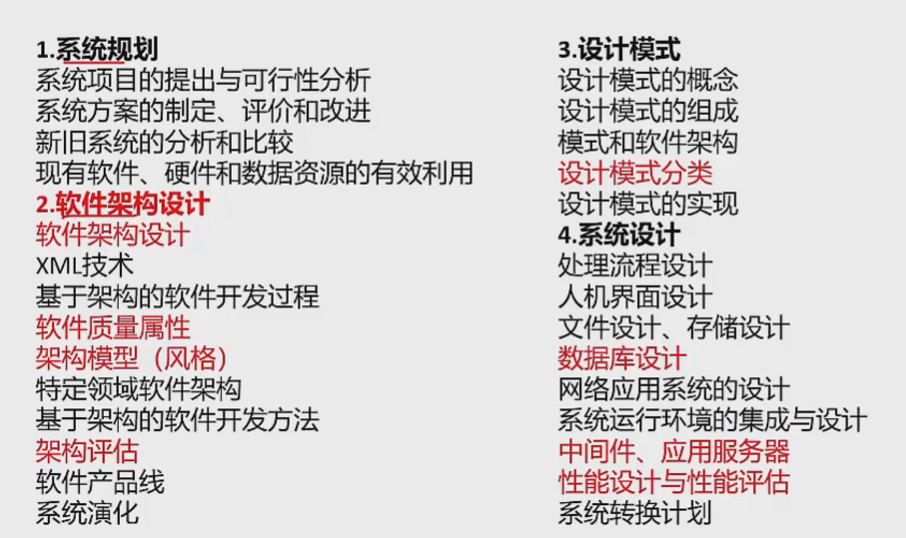 1.系统规划
系统项目的提出与可行性分析
系统方案的制定、评价和改进
新旧系统的分析和比较
现有软件、硬件和数据资源的有效利用
2.软件架构设计
软件架构设计
XML技术
基于架构的软件开发过程
软件质量属性
架构模型（风格）
特定领域软件架构
基于架构的软件开发方法
架构评估
软件产品线
系统演化
3.设计模式
设计模式的概念
设计模式的组成
模式和软件架构
设计模式分类
设计模式的实现
4.系统设计
处理流程设计
人机界面设计
文件设计、存储设计
数据库设计
网络应用系统的设计
系统运行环境的集成与设计
中间件、应用服务器
性能设计与性能评估
系统转换计划